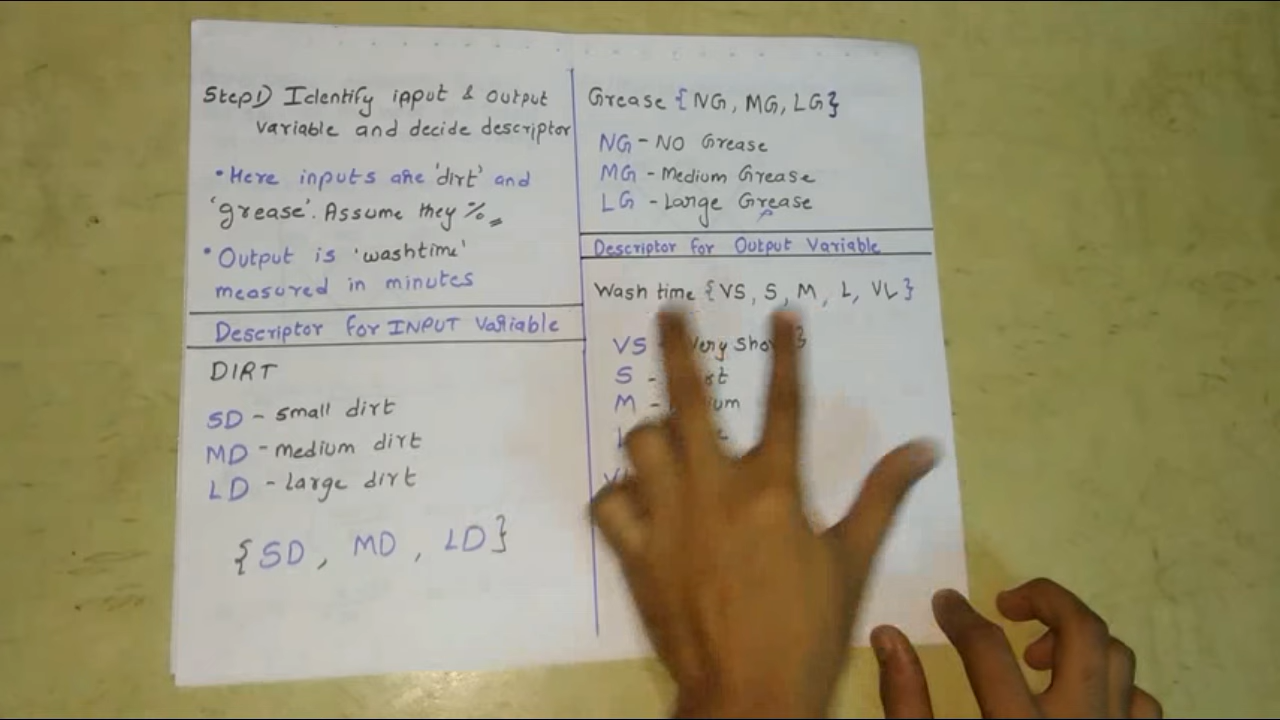 Step1) Identify input & output
variable and decide descriptor
• Here inputs are 'dirt' and
'grease'. Assume they %
• Output is 'washtime'
measured in minutes
Descriptor for INPUT Variable
DIRT
SD - small dirt
MD - medium dirt
LD - large dirt
{SD, MD, LD}
Grease {NG, MG, LG}
NG - NO Grease
MG - Medium Grease
LG - Large Grease
Descriptor for Output Variable
Wash time {VS, S, M, L, VL}
VS
S -
M -